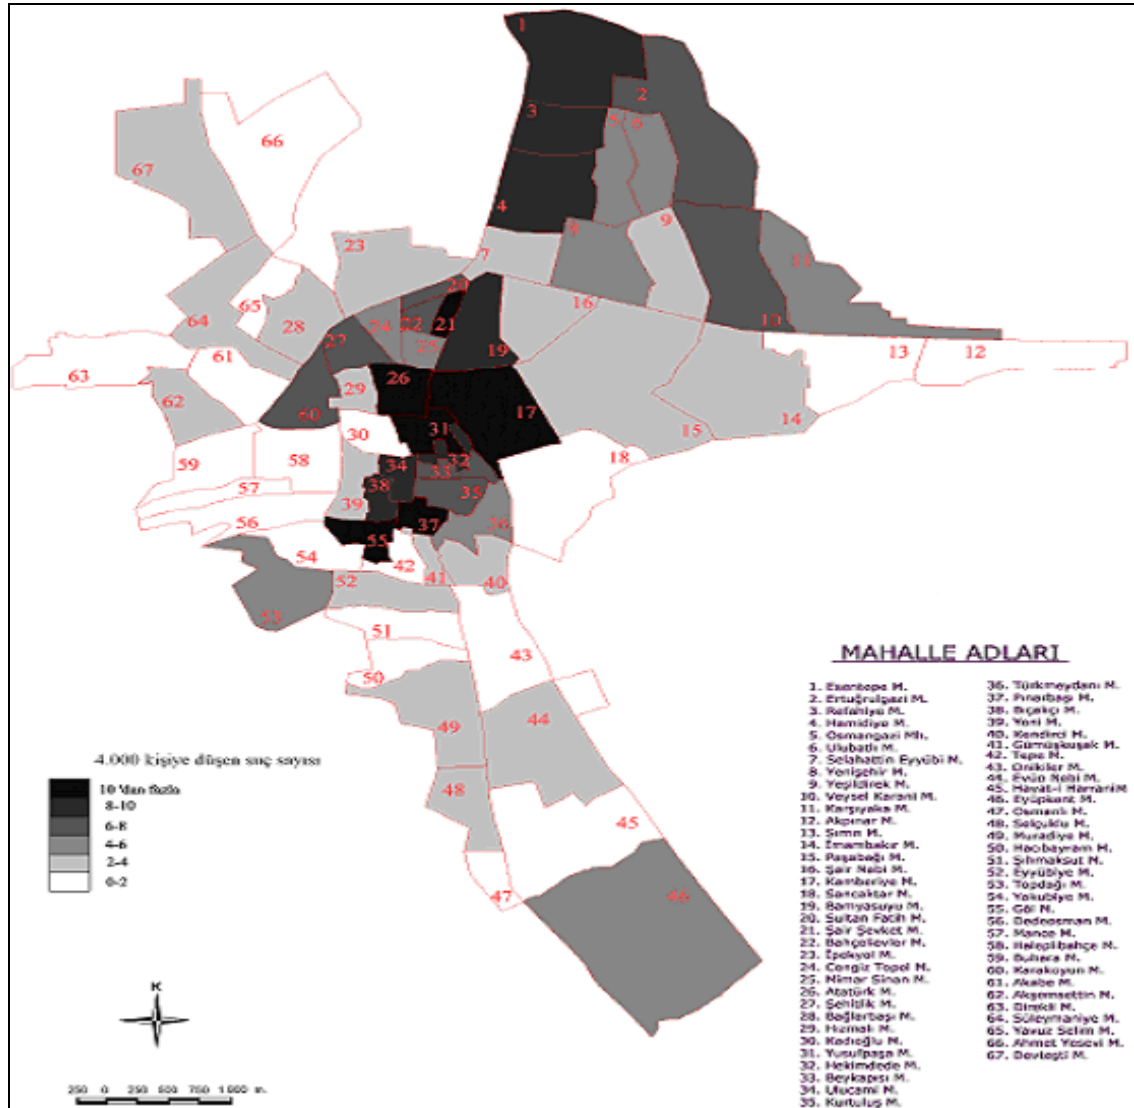 1
2
3
5
6
66
67
4
9
8
23
7
11
20
16
65
64
28
24
22
21
10
27
25
19
13
12
61
63
26
29
14
62
60
17
30
31
15
18
59
58
34
32
33
57
38
35
39
56
37
36
55
54
42
41
40
52
53
51
43
50
49
44
48
45
47
46
MAHALLE ADLARI
1. Esentepe M.
2. Ertuğrulgazi M.
3. Refahiye M.
4. Hamidiye M.
5. Osmangazi Mh.
6. Ulubatlı M.
7. Selahattin Eyyübi M.
8. Yenişehir M.
9. Yeşildirek M.
10. Veysel Karani M.
11. Karşıyaka M.
12. Akpınar M.
13. Sırrın M.
14. İmambakır M.
15. Paşabağı M.
16. Şair Nabi M.
17. Kamberiye M.
18. Sancaktar M.
19. Bamyasuyu M.
20. Sultan Fatih M.
21. Şair Şevket M.
22. Bahçelievler M.
23. İpekyol M.
24. Cengiz Topel M.
25. Mimar Sinan M.
26. Atatürk M.
27. Şehitlik M.
28. Bağlarbaşı M.
29. Hızmalı M.
30. Kadıoğlu M.
31. Yusufpaşa M.
32. Hekimdede M.
33. Beykapısı M.
34. Ulucami M.
35. Kurtuluş M.
36. Türkmeydanı M.
37. Pınarbaşı M.
38. Bıçakçı M.
39. Yeni M.
40. Kendirci M.
41. Gümüşkuşak M.
42. Tepe M.
43. Onikiler M.
44. Eyüp Nebi M.
45. Hayat-i Harrani M
46. Eyüpkent M.
47. Osmanlı M.
48. Selçuklu M.
49. Muradiye M.
50. Hacıbayram M.
51. Şıhmaksut M.
52. Eyyübiye M.
53. Topdağı M.
54. Yakubiye M.
55. Göl M.
56. Dedeosman M.
57. Mance M.
58. Haleplibahçe M.
59. Buhara M.
60. Karakoyun M.
61. Akabe M.
62. Akşemsettin M.
63. Direkli M.
64. Süleymaniye M.
65. Yavuz Selim M.
66. Ahmet Yesevi M.
67. Devteşti M.
4.000 kişiye düşen suç sayısı
10 'dan fazla
8-10
6-8
4-6
2-4
0-2
K
250 0 250 500 750 1 000 m.